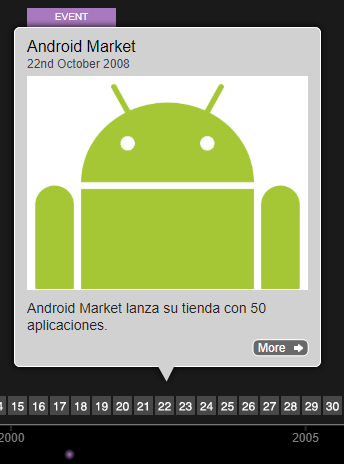 EVENT
Android Market
22nd October 2008
Android Market lanza su tienda con 50
aplicaciones.
More
15 16 17 18 19 20 21 22 23 24 25 26 27 28 29 30
2000 2005